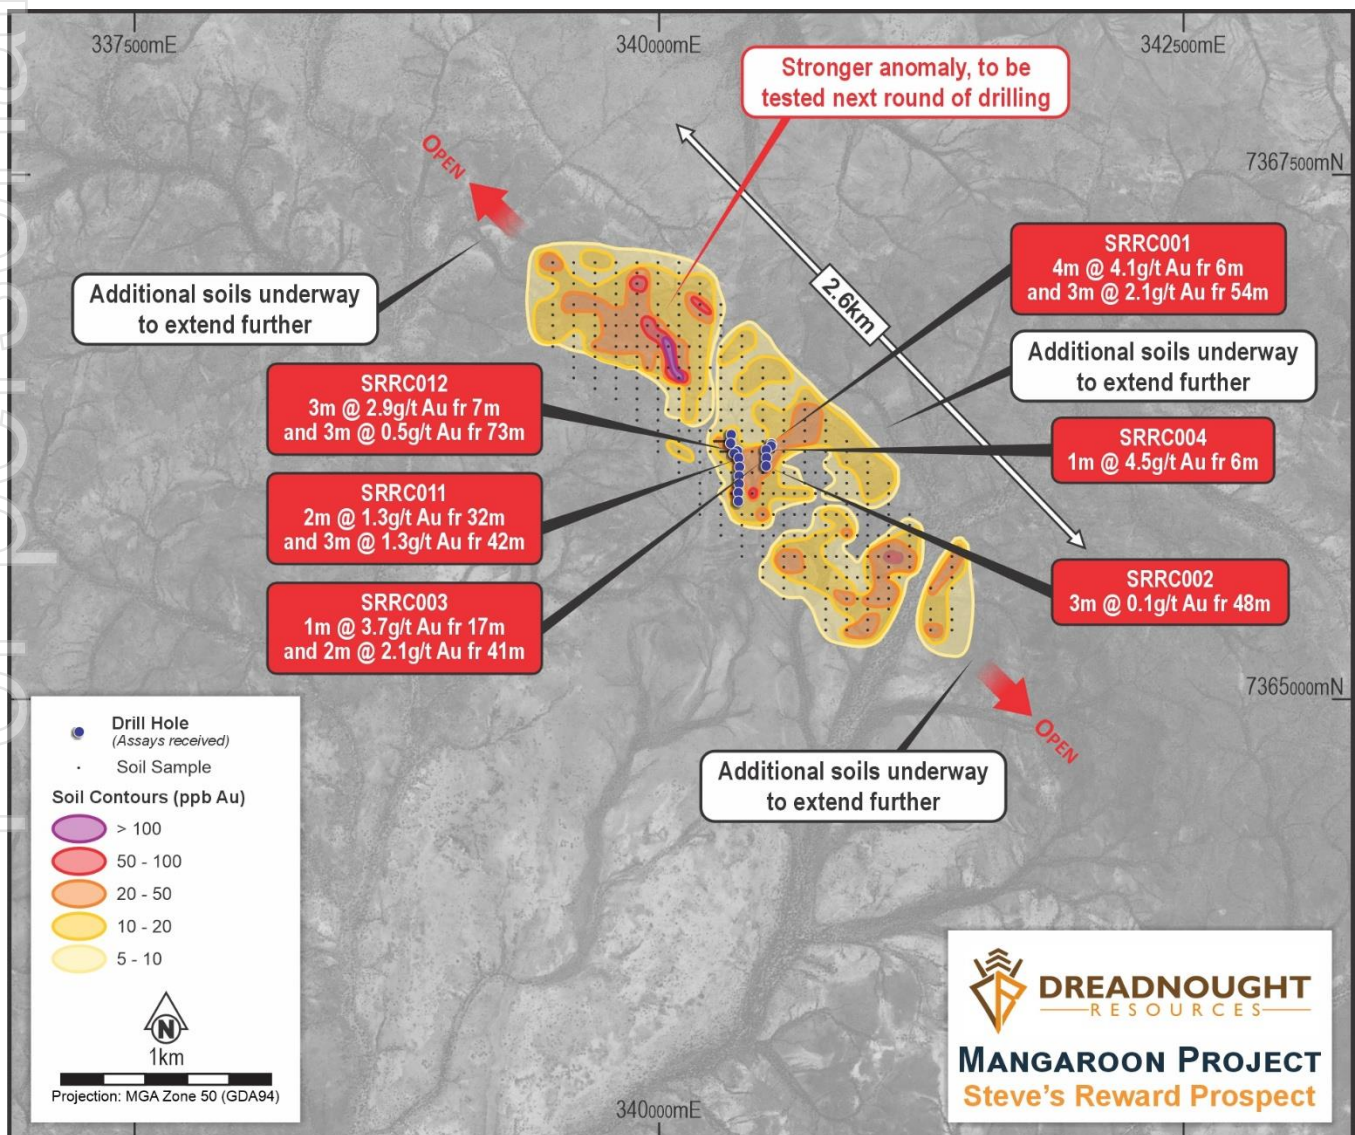 337500mE
340000mE
342500mE
Stronger anomaly, to be
tested next round of drilling
OPEN
7367500mN
SRRC001
4m @ 4.1g/t Au fr 6m
and 3m @ 2.1g/t Au fr 54m
2.6km
Additional soils underway
to extend further
Additional soils underway
to extend further
SRRC012
3m @ 2.9g/t Au fr 7m
and 3m @ 0.5g/t Au fr 73m
SRRC004
1m @ 4.5g/t Au fr 6m
SRRC011
2m @ 1.3g/t Au fr 32m
and 3m @ 1.3g/t Au fr 42m
SRRC002
3m @ 0.1g/t Au fr 48m
SRRC003
1m @ 3.7g/t Au fr 17m
and 2m @ 2.1g/t Au fr 41m
7365000mN
OPEN
Additional soils underway
to extend further
Drill Hole
(Assays received)
Soil Sample
Soil Contours (ppb Au)
> 100
50 - 100
20 - 50
10 - 20
5 - 10
N
1km
Projection: MGA Zone 50 (GDA94)
340000mE
DREADNOUGHT
RESOURCES
MANGAROON PROJECT
Steve's Reward Prospect